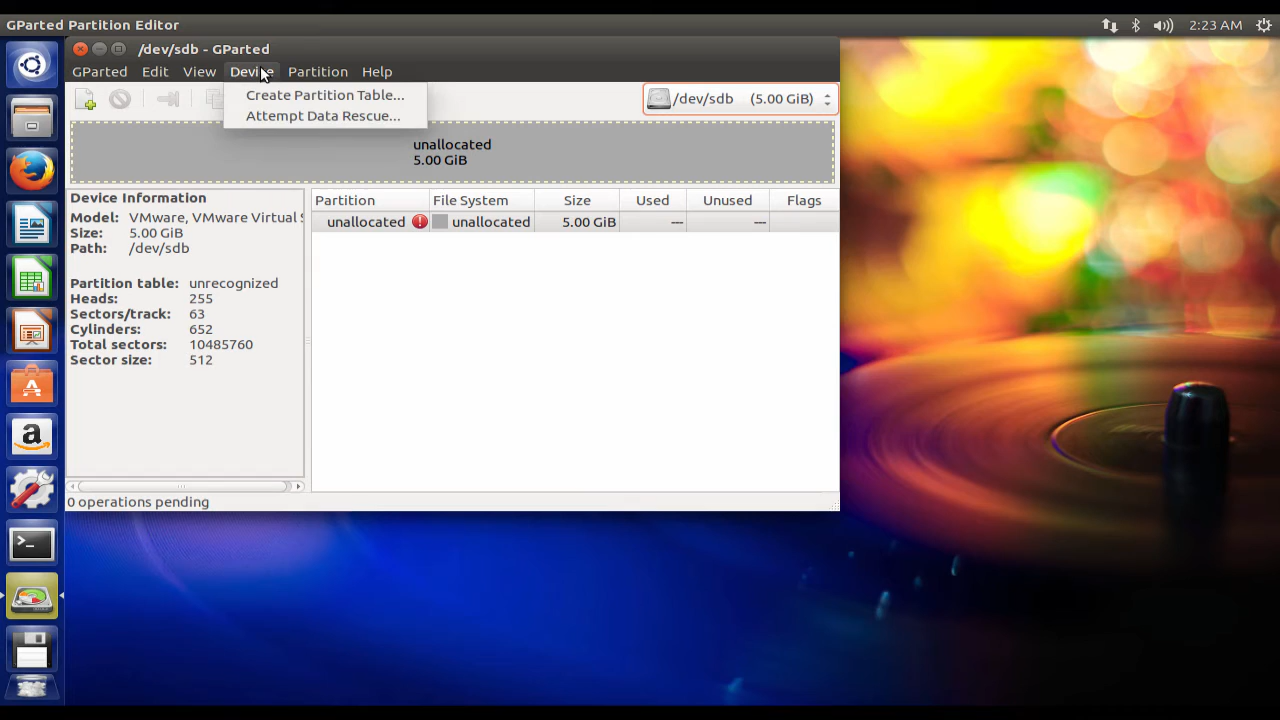 GParted Partition Editor
2:23 AM
/dev/sdb - GParted
GParted Edit View Device Partition Help
Create Partition Table...
Attempt Data Rescue...
/dev/sdb (5.00 GiB)
unallocated
5.00 GiB
Device Information
Model: VMware, VMware Virtual S
Size: 5.00 GiB
Path: /dev/sdb
Partition table: unrecognized
Heads: 255
Sectors/track: 63
Cylinders: 652
Total sectors: 10485760
Sector size: 512
Partition File System Size Used Unused Flags
unallocated unallocated 5.00 GiB --- ---
0 operations pending